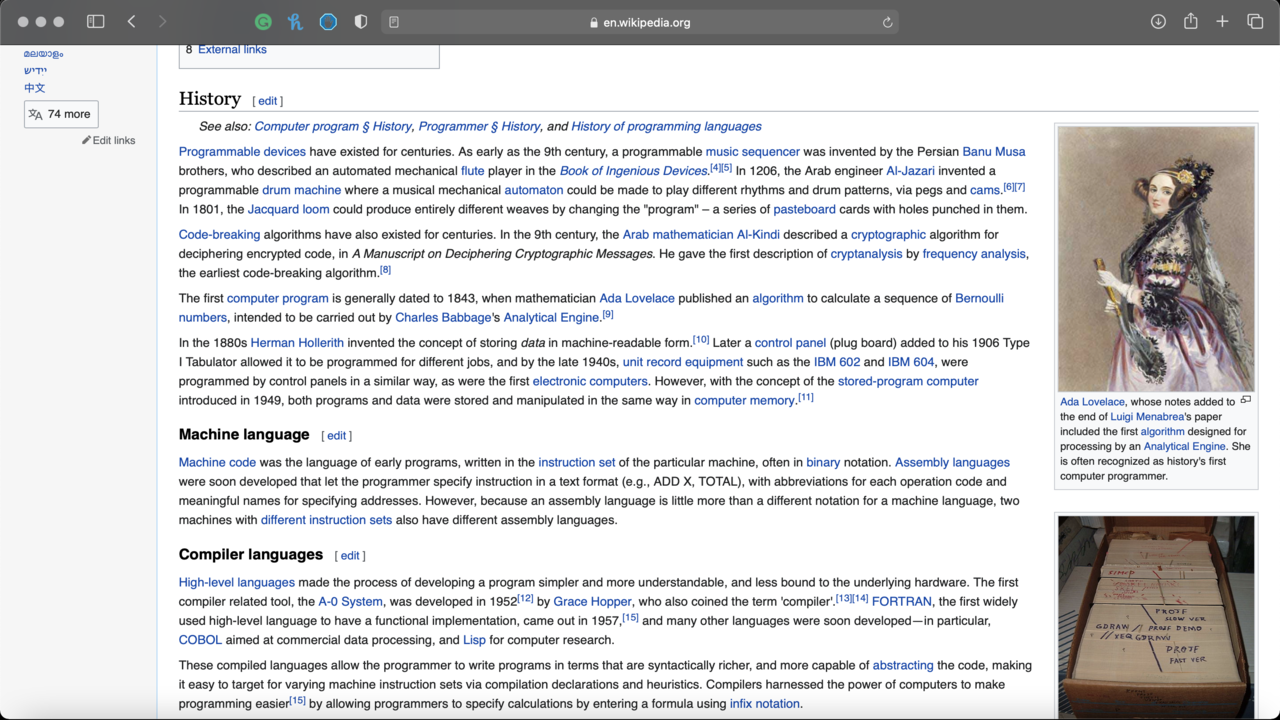 en.wikipedia.org
മലയാളം
ייִדיש
中文
74 more
Edit links
8 External links
History [ edit ]
See also: Computer program § History, Programmer § History, and History of programming languages
Programmable devices have existed for centuries. As early as the 9th century, a programmable music sequencer was invented by the Persian Banu Musa
brothers, who described an automated mechanical flute player in the Book of Ingenious Devices.[4][5] In 1206, the Arab engineer Al-Jazari invented a
programmable drum machine where a musical mechanical automaton could be made to play different rhythms and drum patterns, via pegs and cams.[6][7]
In 1801, the Jacquard loom could produce entirely different weaves by changing the "program" – a series of pasteboard cards with holes punched in them.
Code-breaking algorithms have also existed for centuries. In the 9th century, the Arab mathematician Al-Kindi described a cryptographic algorithm for
deciphering encrypted code, in A Manuscript on Deciphering Cryptographic Messages. He gave the first description of cryptanalysis by frequency analysis,
the earliest code-breaking algorithm.[8]
The first computer program is generally dated to 1843, when mathematician Ada Lovelace published an algorithm to calculate a sequence of Bernoulli
numbers, intended to be carried out by Charles Babbage's Analytical Engine.[9]
In the 1880s Herman Hollerith invented the concept of storing data in machine-readable form.[10] Later a control panel (plug board) added to his 1906 Type
I Tabulator allowed it to be programmed for different jobs, and by the late 1940s, unit record equipment such as the IBM 602 and IBM 604, were
programmed by control panels in a similar way, as were the first electronic computers. However, with the concept of the stored-program computer
introduced in 1949, both programs and data were stored and manipulated in the same way in computer memory.[11]
Machine language [ edit ]
Machine code was the language of early programs, written in the instruction set of the particular machine, often in binary notation. Assembly languages
were soon developed that let the programmer specify instruction in a text format (e.g., ADD X, TOTAL), with abbreviations for each operation code and
meaningful names for specifying addresses. However, because an assembly language is little more than a different notation for a machine language, two
machines with different instruction sets also have different assembly languages.
Compiler languages [ edit ]
High-level languages made the process of developing a program simpler and more understandable, and less bound to the underlying hardware. The first
compiler related tool, the A-0 System, was developed in 1952[12] by Grace Hopper, who also coined the term 'compiler'.[13][14] FORTRAN, the first widely
used high-level language to have a functional implementation, came out in 1957,[15] and many other languages were soon developed—in particular,
COBOL aimed at commercial data processing, and Lisp for computer research.
These compiled languages allow the programmer to write programs in terms that are syntactically richer, and more capable of abstracting the code, making
it easy to target for varying machine instruction sets via compilation declarations and heuristics. Compilers harnessed the power of computers to make
programming easier[15] by allowing programmers to specify calculations by entering a formula using infix notation.
Ada Lovelace, whose notes added to
the end of Luigi Menabrea's paper
included the first algorithm designed for
processing by an Analytical Engine. She
is often recognized as history's first
computer programmer.
PROJF
SLOW VER
GDRAW
PROJF DEMO
// XEQ GDRAW
PROJF
FAST VER